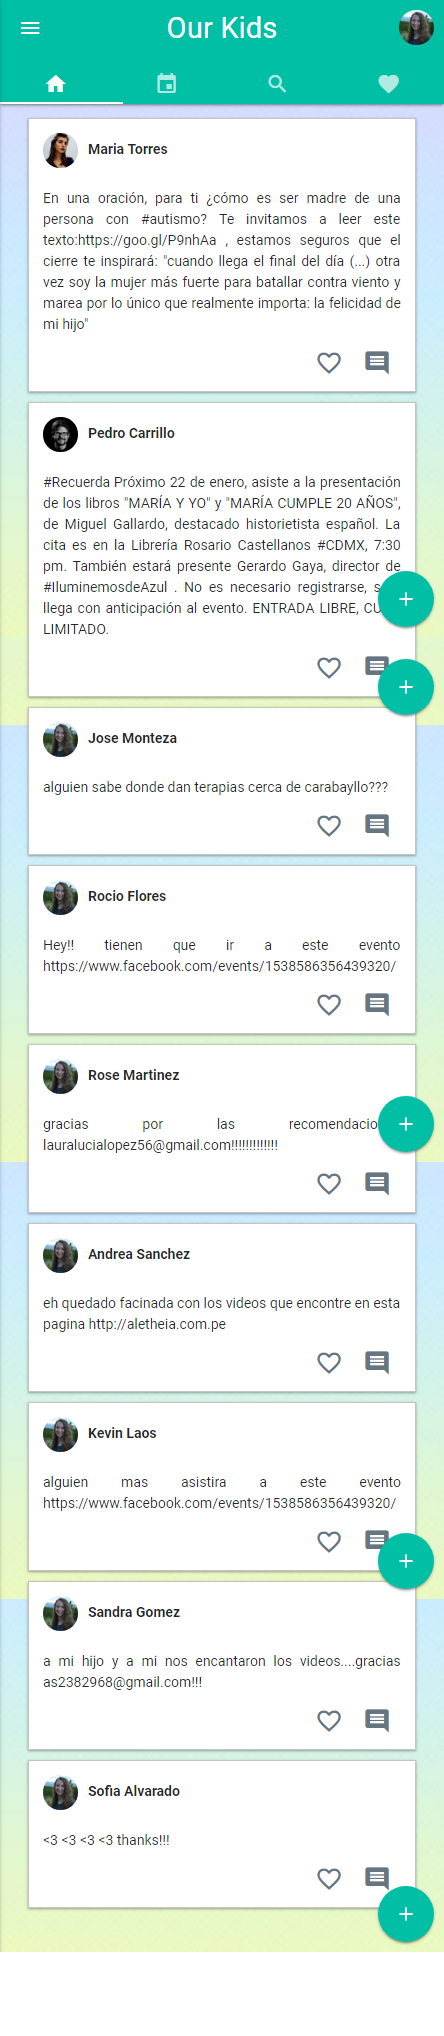 Our Kids
Maria Torres
En una oración, para ti ¿cómo es ser madre de una
persona con #autismo? Te invitamos a leer este
texto:https://goo.gl/P9nhAa , estamos seguros que el
cierre te inspirará: "cuando llega el final del día (...) otra
vez soy la mujer más fuerte para batallar contra viento y
marea por lo único que realmente importa: la felicidad de
mi hijo"
Pedro Carrillo
#Recuerda Próximo 22 de enero, asiste a la presentación
de los libros "MARÍA Y YO" y "MARÍA CUMPLE 20 AÑOS",
de Miguel Gallardo, destacado historietista español. La
cita es en la Librería Rosario Castellanos #CDMX, 7:30
pm. También estará presente Gerardo Gaya, director de
#IluminemosdeAzul . No es necesario registrarse,
llega con anticipación al evento. ENTRADA LIBRE,
LIMITADO.
Jose Monteza
alguien sabe donde dan terapias cerca de carabayllo???
Rocio Flores
Hey!! tienen que ir a este evento
https://www.facebook.com/events/1538586356439320/
Rose Martinez
gracias por las recomendacio
lauralucialopez56@gmail.com!!!!!!!!!!!!!
Andrea Sanchez
eh quedado facinada con los videos que encontre en esta
pagina http://aletheia.com.pe
Kevin Laos
alguien mas asistira a este evento
https://www.facebook.com/events/1538586356439320/
Sandra Gomez
a mi hijo y a mi nos encantaron los videos....gracias
as2382968@gmail.com!!!
Sofia Alvarado
<3 <3 <3 <3 thanks!!!